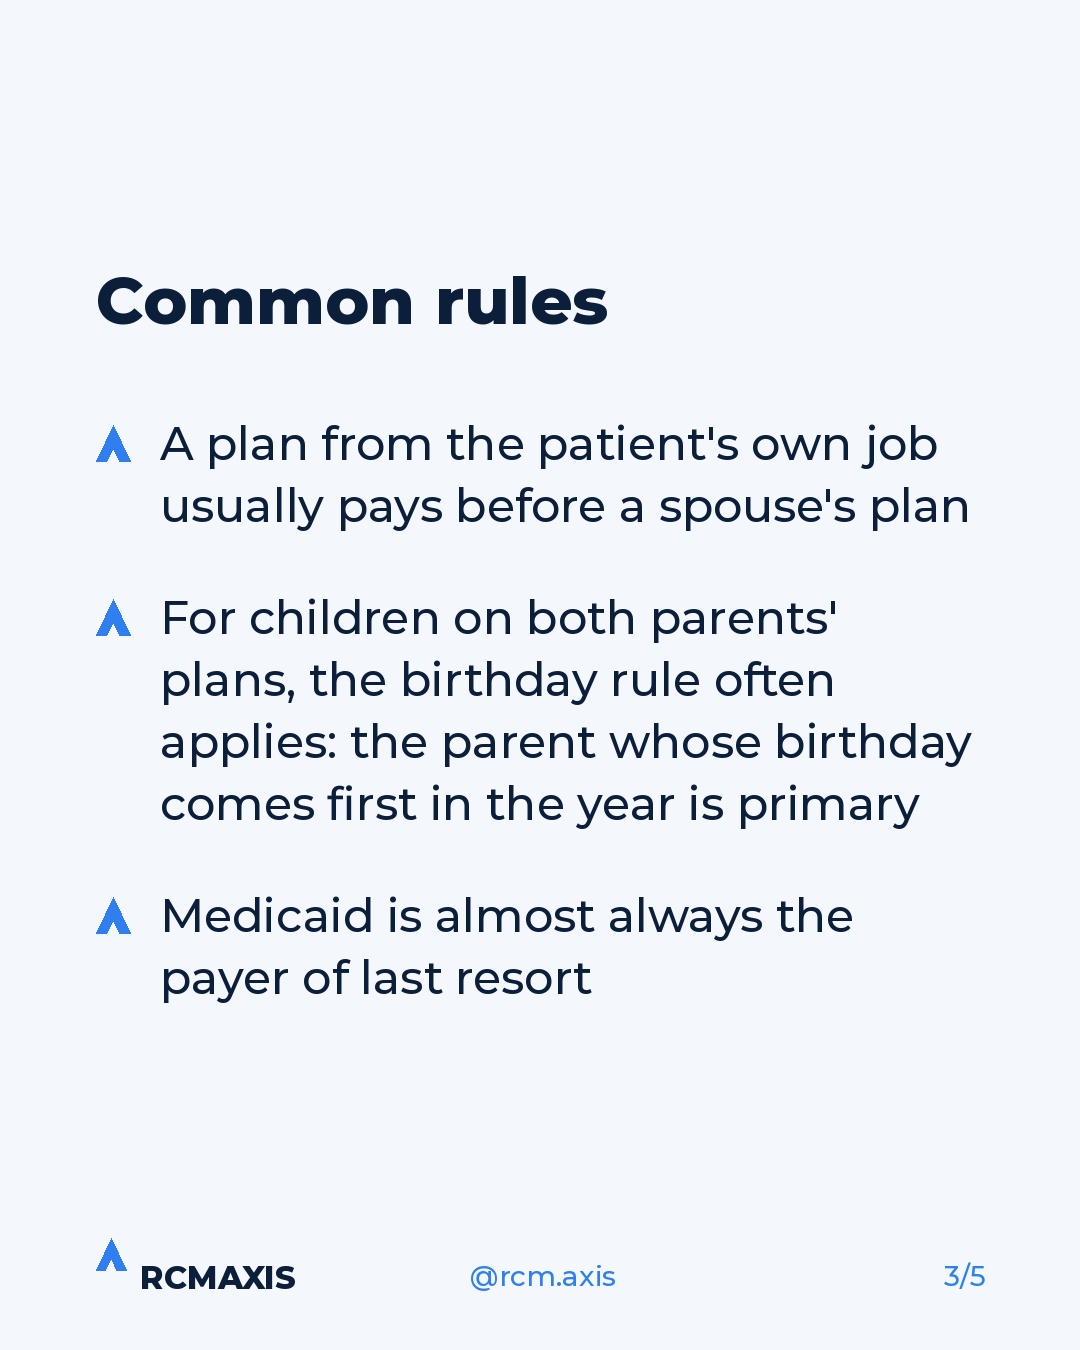 Common rules
A plan from the patient's own job
usually pays before a spouse's plan
For children on both parents'
plans, the birthday rule often
applies: the parent whose birthday
comes first in the year is primary
Medicaid is almost always the
payer of last resort
RCMAXIS
@rcm.axis
3/5